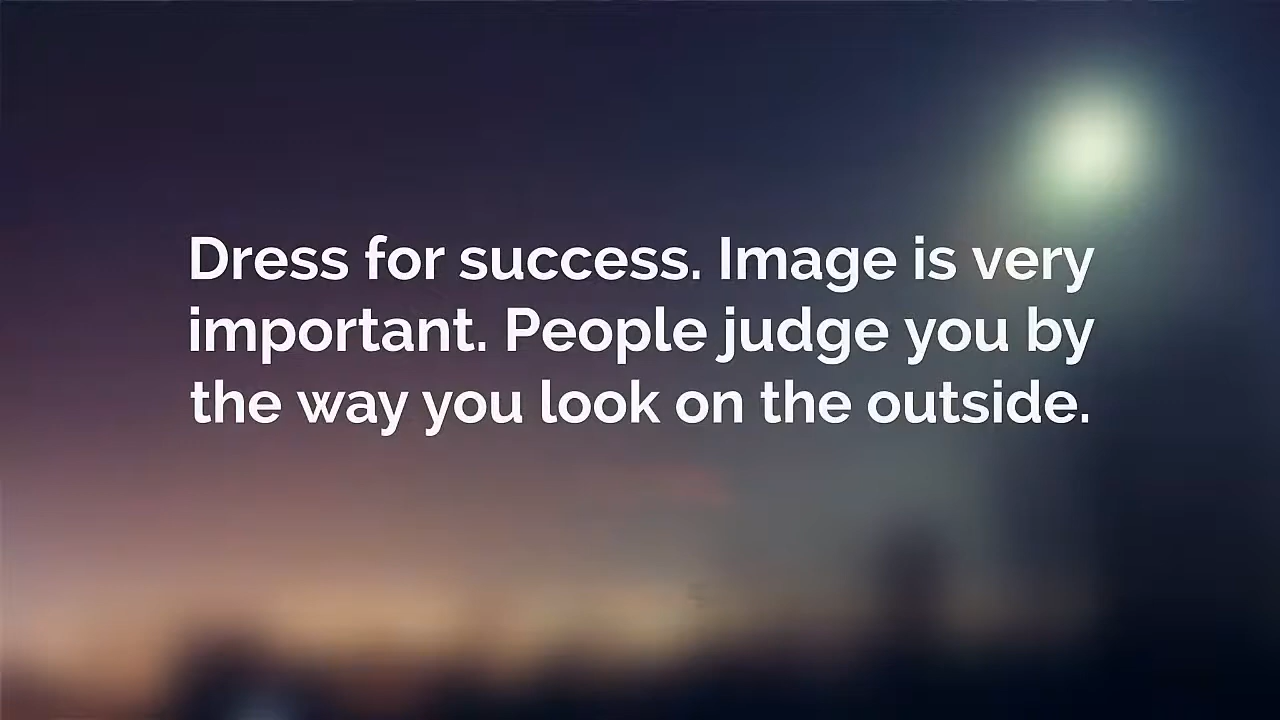 Dress for success. Image is very
important. People judge you by
the way you look on the outside.